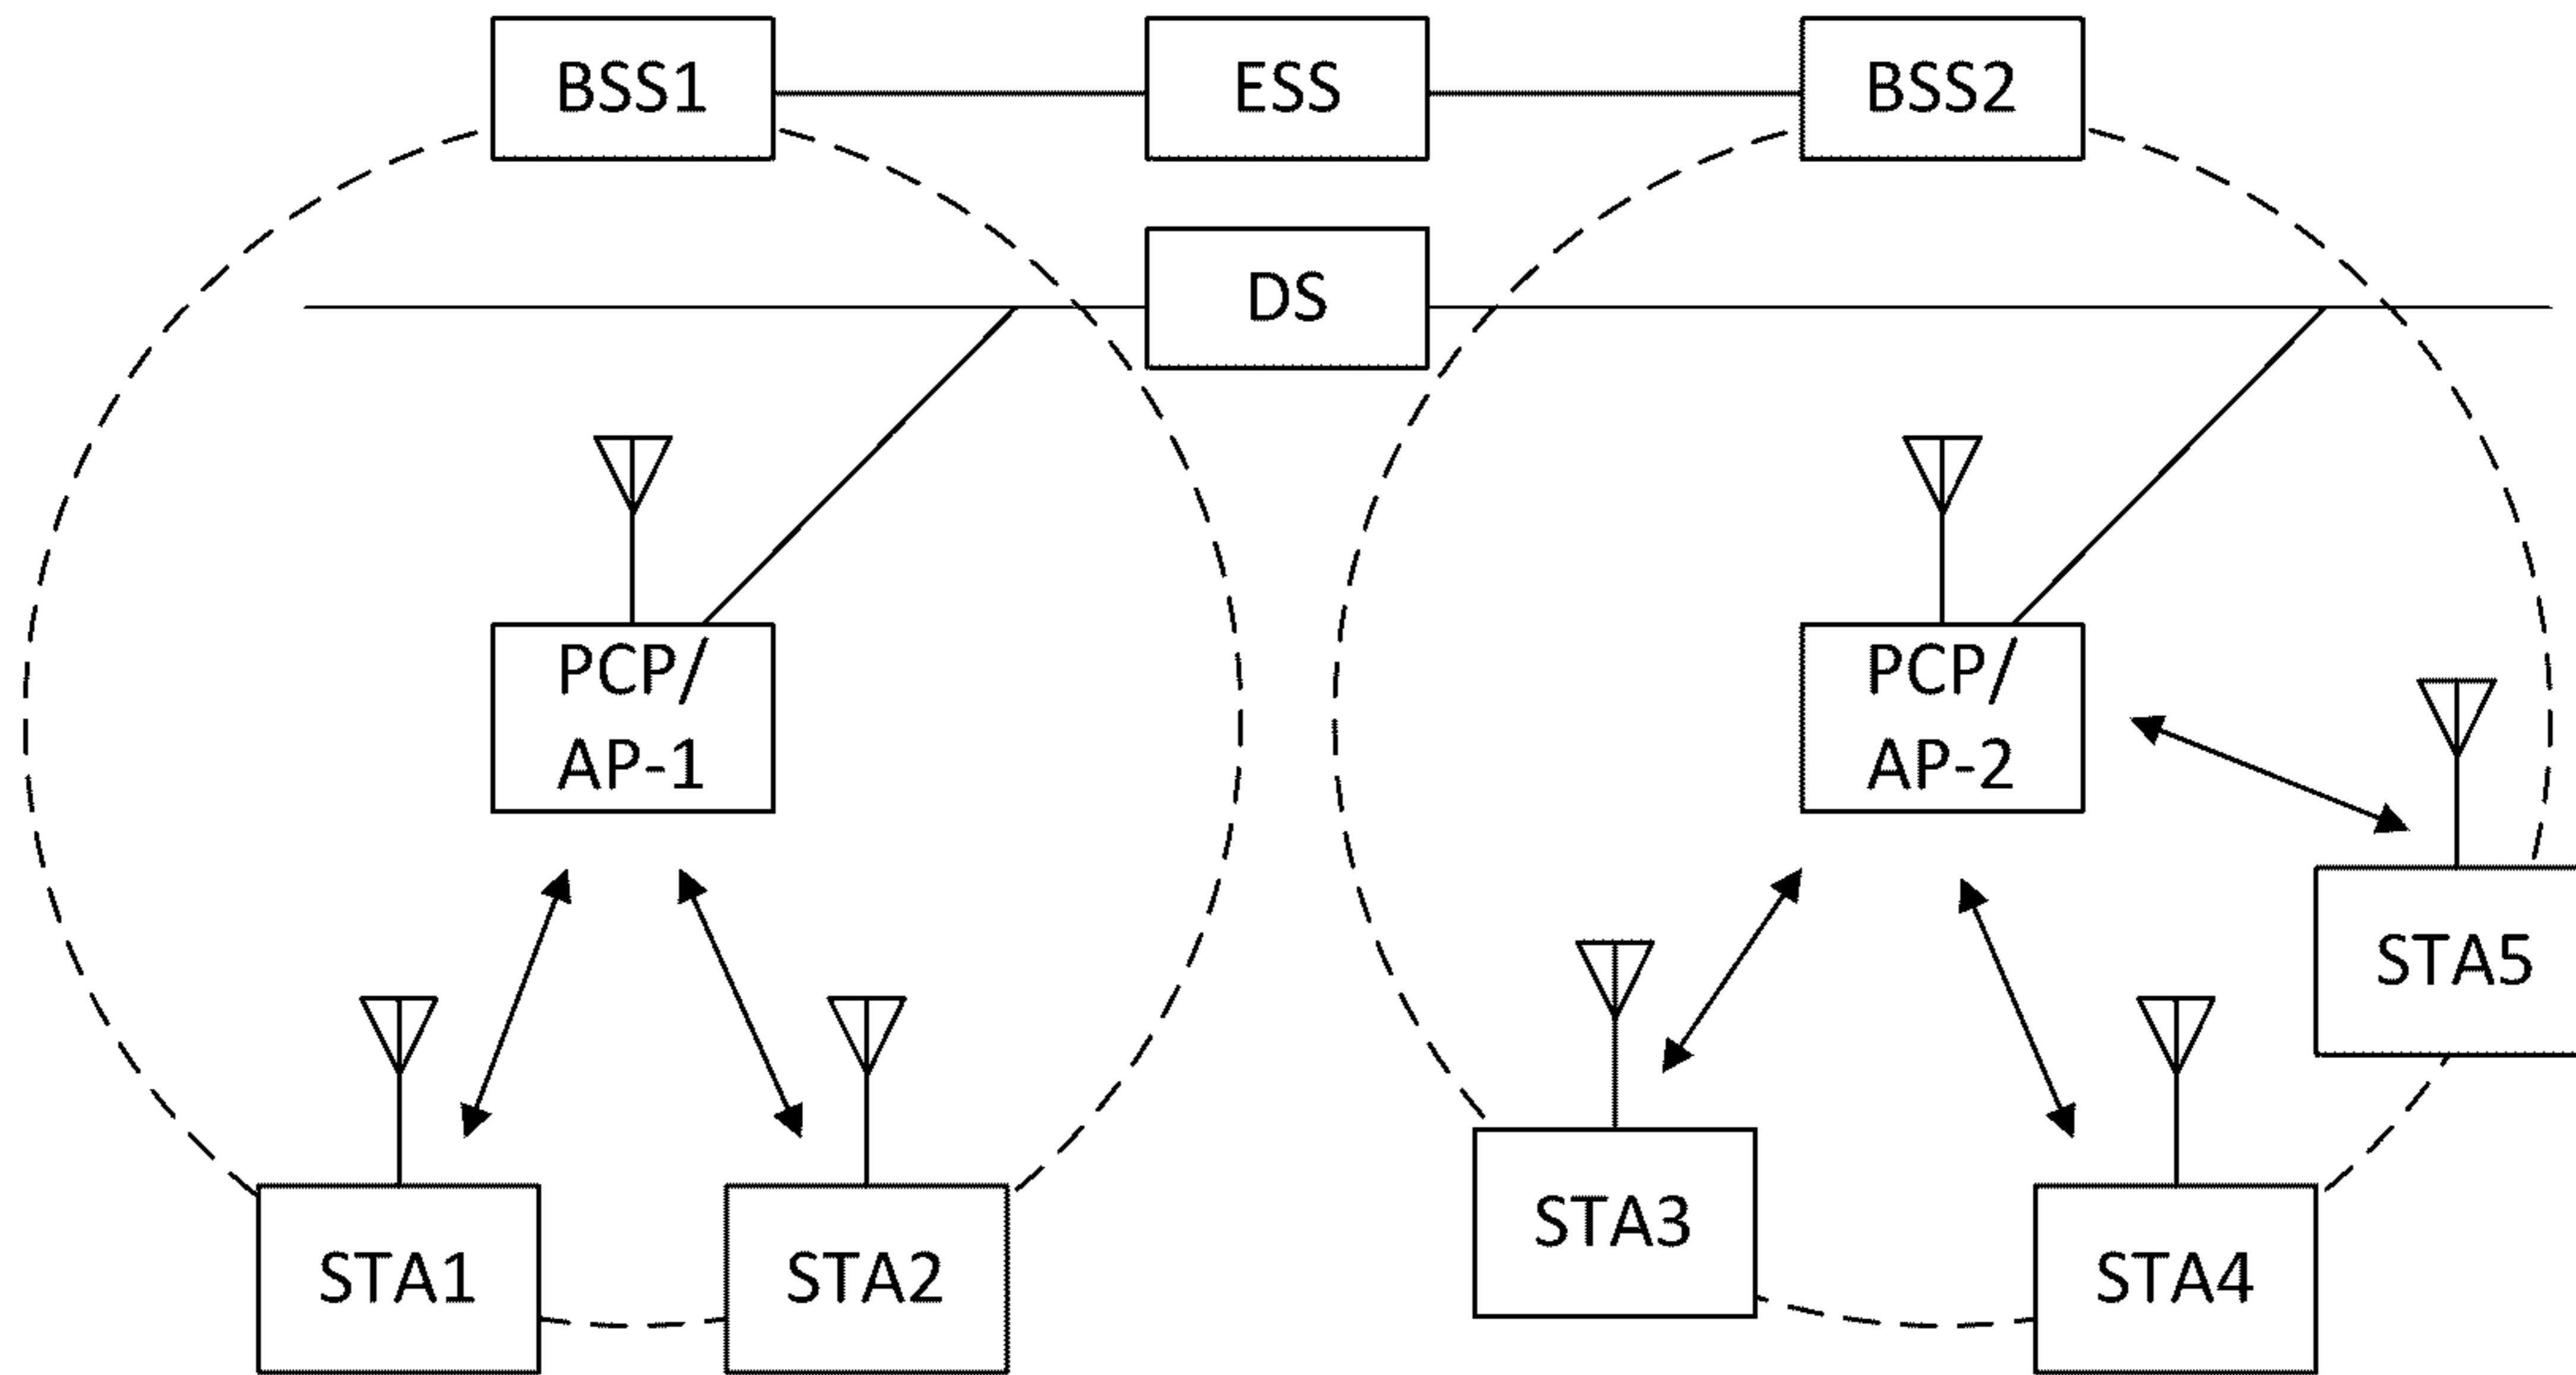 BSS1
ESS
BSS2
DS
PCP/
AP-1
PCP/
AP-2
STA1
STA2
STA3
STA4
STA5